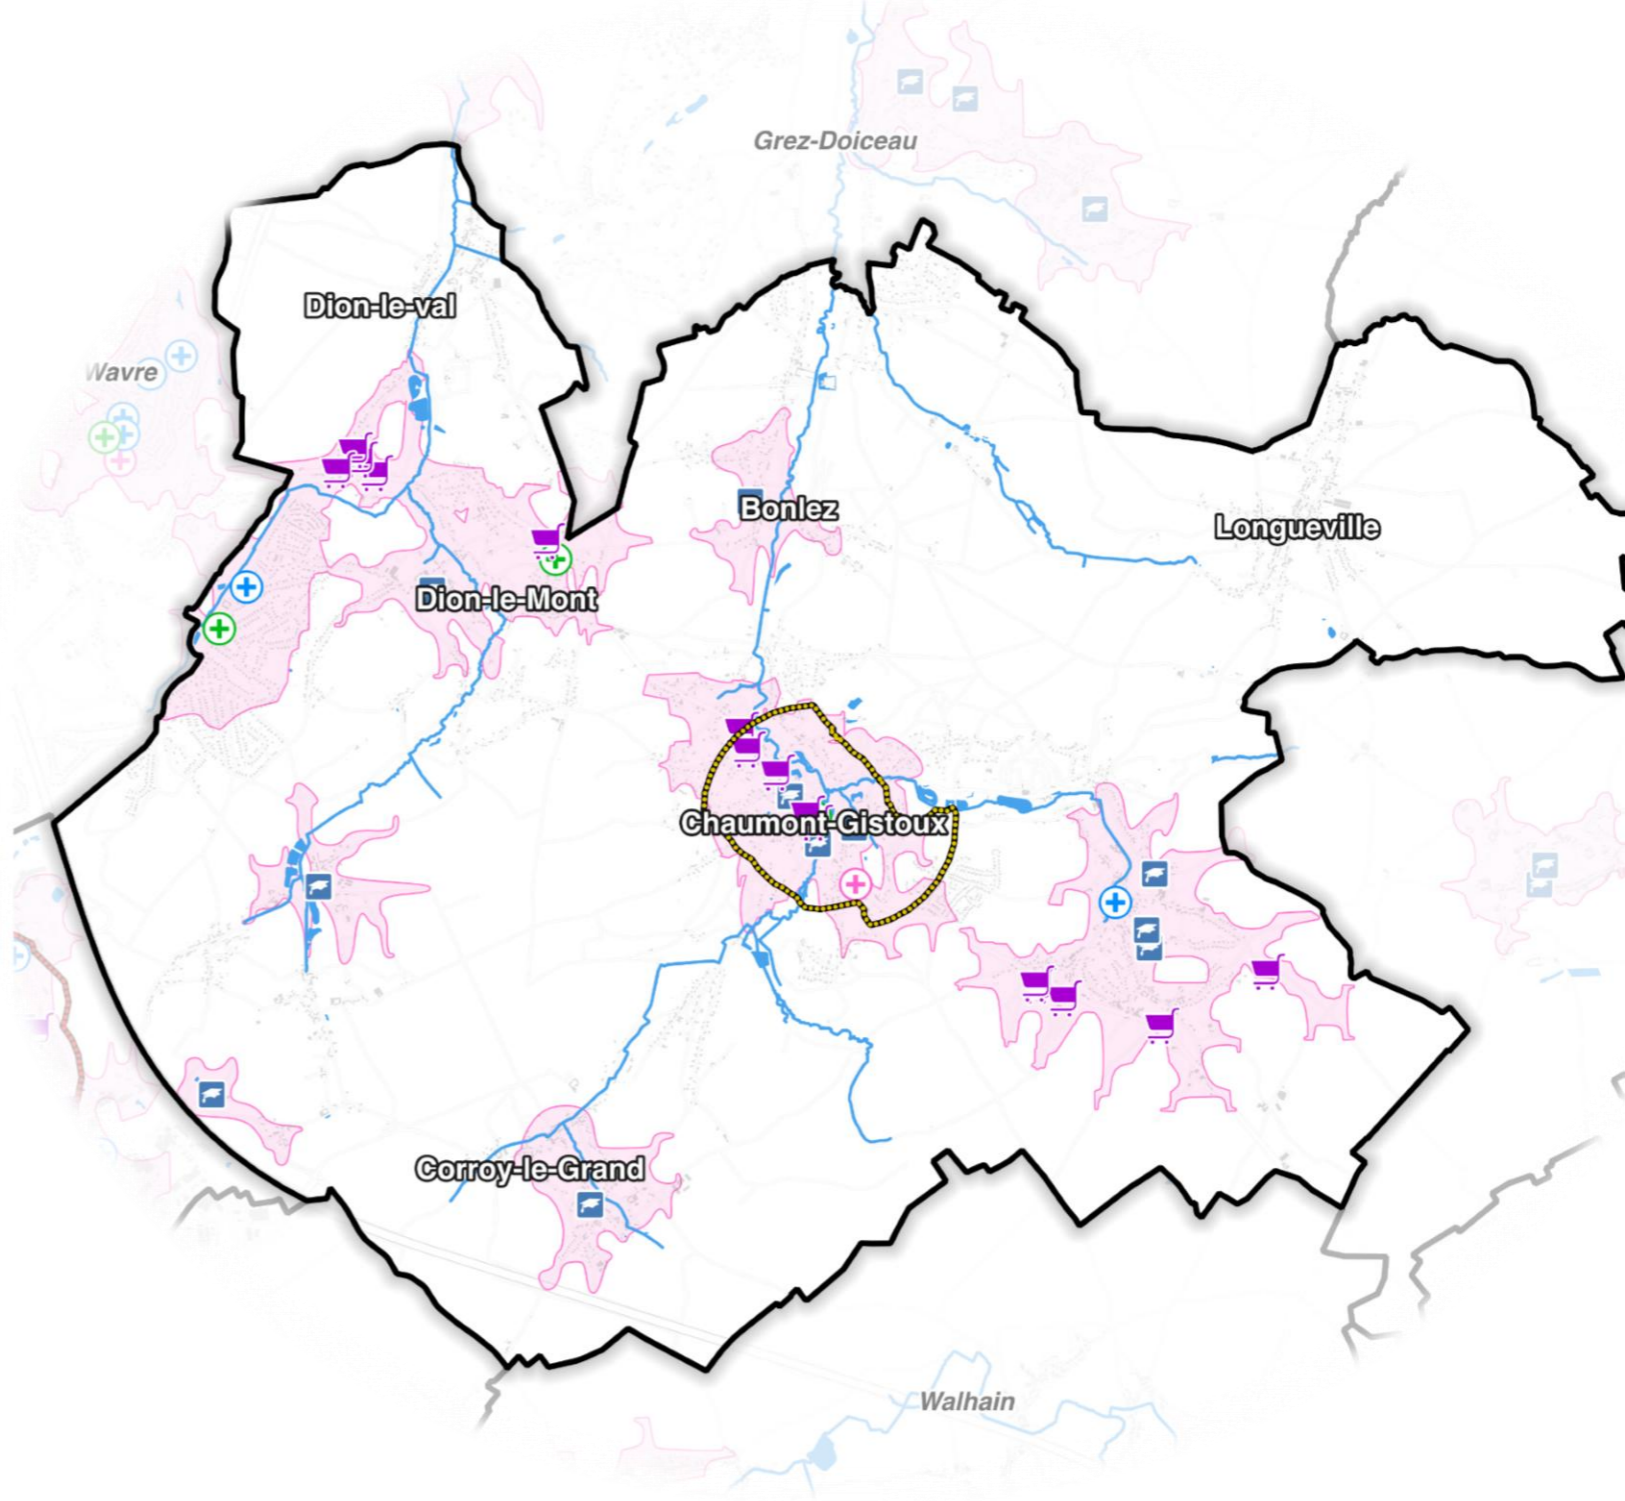 Grez-Doiceau
Dion-le-val
Wavre
Bonlez
Longueville
Dion-le-Mont
Chaumont-Gistoux
Corroy-le-Grand
Walhain